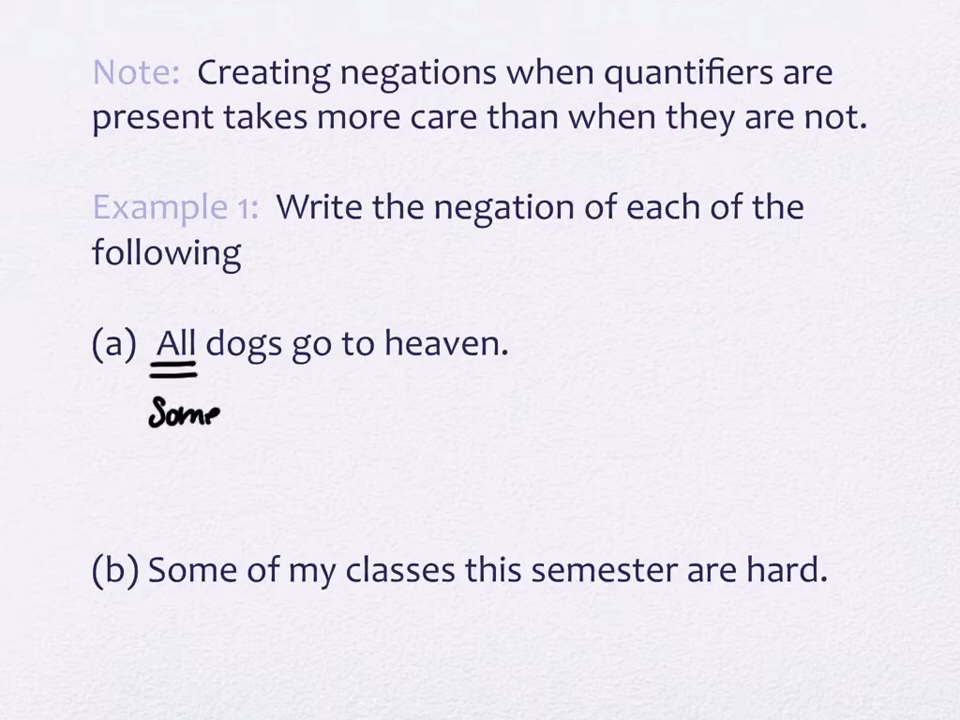 Note: Creating negations when quantifiers are
present takes more care than when they are not.
Example 1: Write the negation of each of the
following
(a) All dogs go to heaven.
Some
(b) Some of my classes this semester are hard.